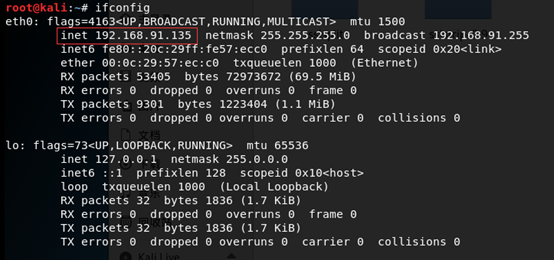 root@kali:~# ifconfig
eth0: flags=4163<UP,BROADCAST,RUNNING,MULTICAST>  mtu 1500
        inet 192.168.91.135  netmask 255.255.255.0  broadcast 192.168.91.255
        inet6 fe80::20c:29ff:fe57:ecc0  prefixlen 64  scopeid 0x20<link>
        ether 00:0c:29:57:ec:c0  txqueuelen 1000  (Ethernet)
        RX packets 53405  bytes 72973672 (69.5 MiB)
        RX errors 0  dropped 0  overruns 0  frame 0
        TX packets 9301  bytes 1223404 (1.1 MiB)
        TX errors 0  dropped 0 overruns 0  carrier 0  collisions 0
文档
lo: flags=73<UP,LOOPBACK,RUNNING>  mtu 65536
        inet 127.0.0.1  netmask 255.0.0.0
        inet6 ::1  prefixlen 128  scopeid 0x10<host>
        loop  txqueuelen 1000  (Local Loopback)
        RX packets 32  bytes 1836 (1.7 KiB)
        RX errors 0  dropped 0  overruns 0  frame 0
        TX packets 32  bytes 1836 (1.7 KiB)
        TX errors 0  dropped 0 overruns 0  carrier 0  collisions 0
Kali Live